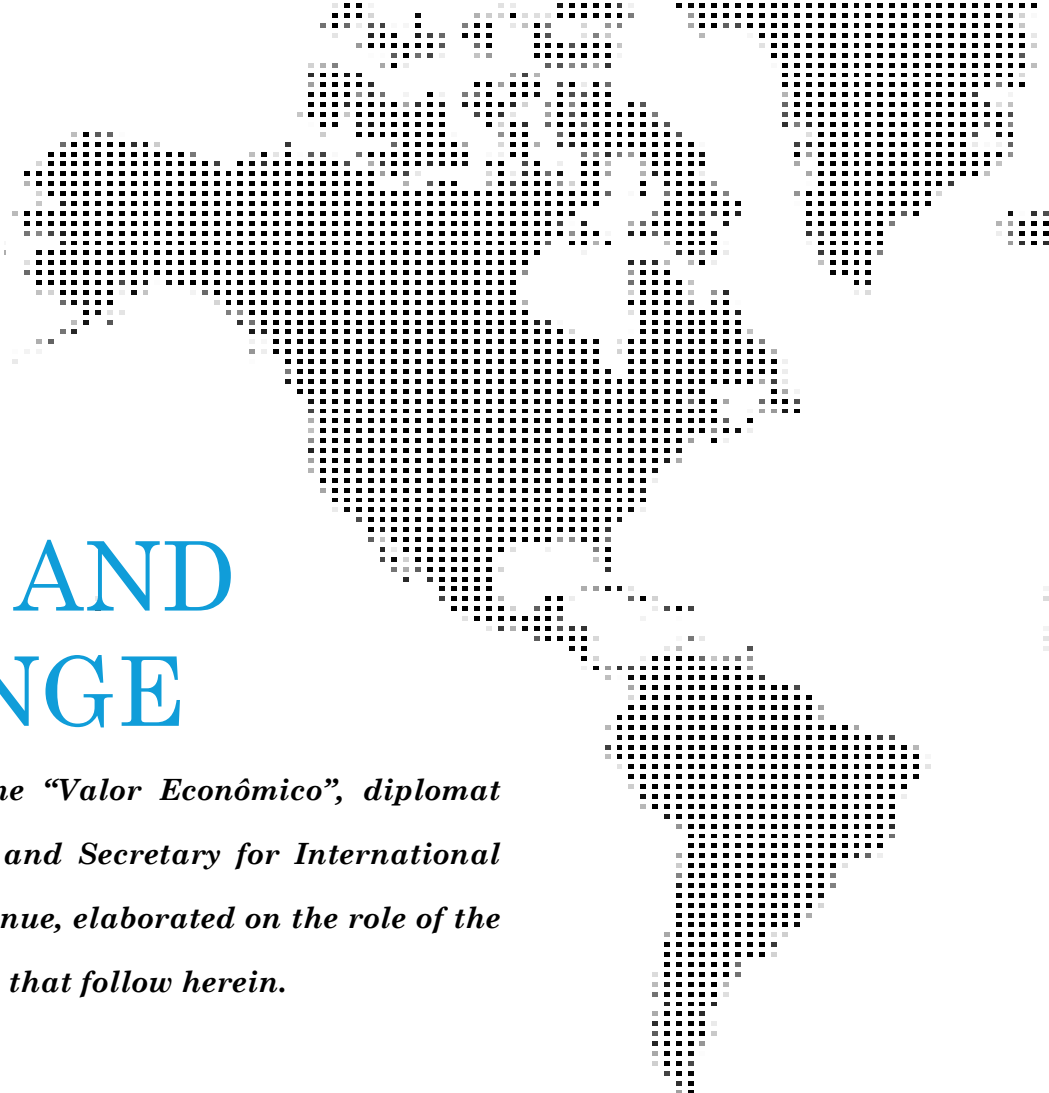 AND
NGE
ne “Valor Econômico”, diplomat
and Secretary for International
nue, elaborated on the role of the
that follow herein.